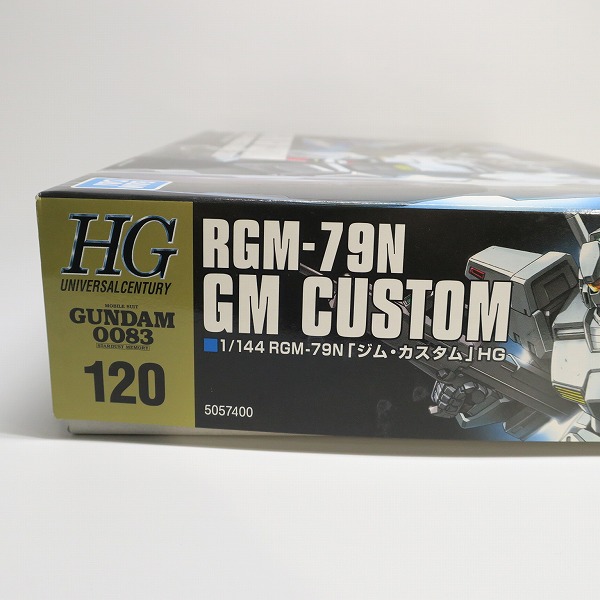 HG
UNIVERSALCENTURY
MOBILE SUIT
GUNDAM
0083
STARDUST MEMORY
120
RGM-79N
GM CUSTOM
■1/144 RGM-79N「ジム・カスタム」HG
5057400